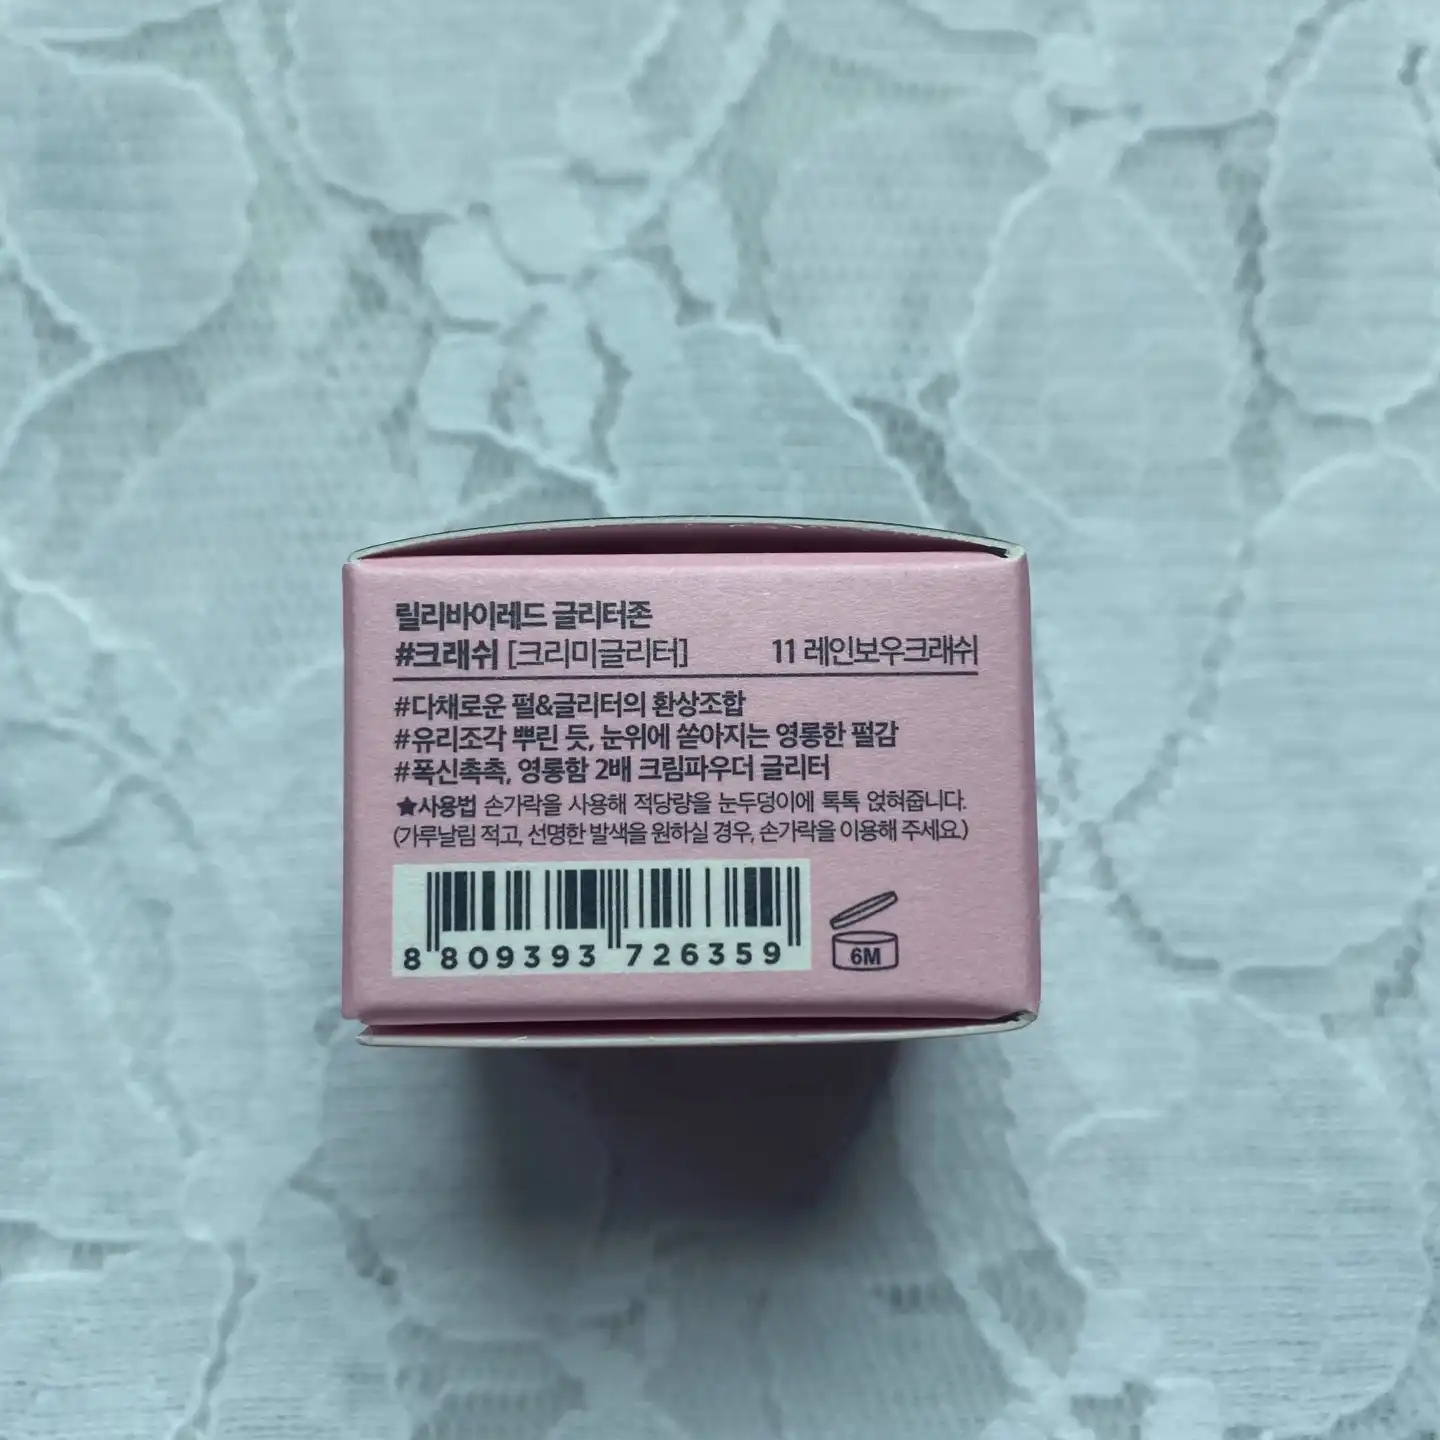 릴리바이레드 글리터존
#크래쉬 [크리미글리터] 11 레인보우크래쉬
#다채로운 펄&글리터의 환상조합
#유리조각 뿌린 듯, 눈위에 쏟아지는 영롱한 펄감
#폭신촉촉, 영롱함 2배 크림파우더 글리터
★사용법 손가락을 사용해 적당량을 눈두덩이에 톡톡 얹혀줍니다.
(가루날림 적고, 선명한 발색을 원하실 경우, 손가락을 이용해 주세요.)
8 809393 726359
6M